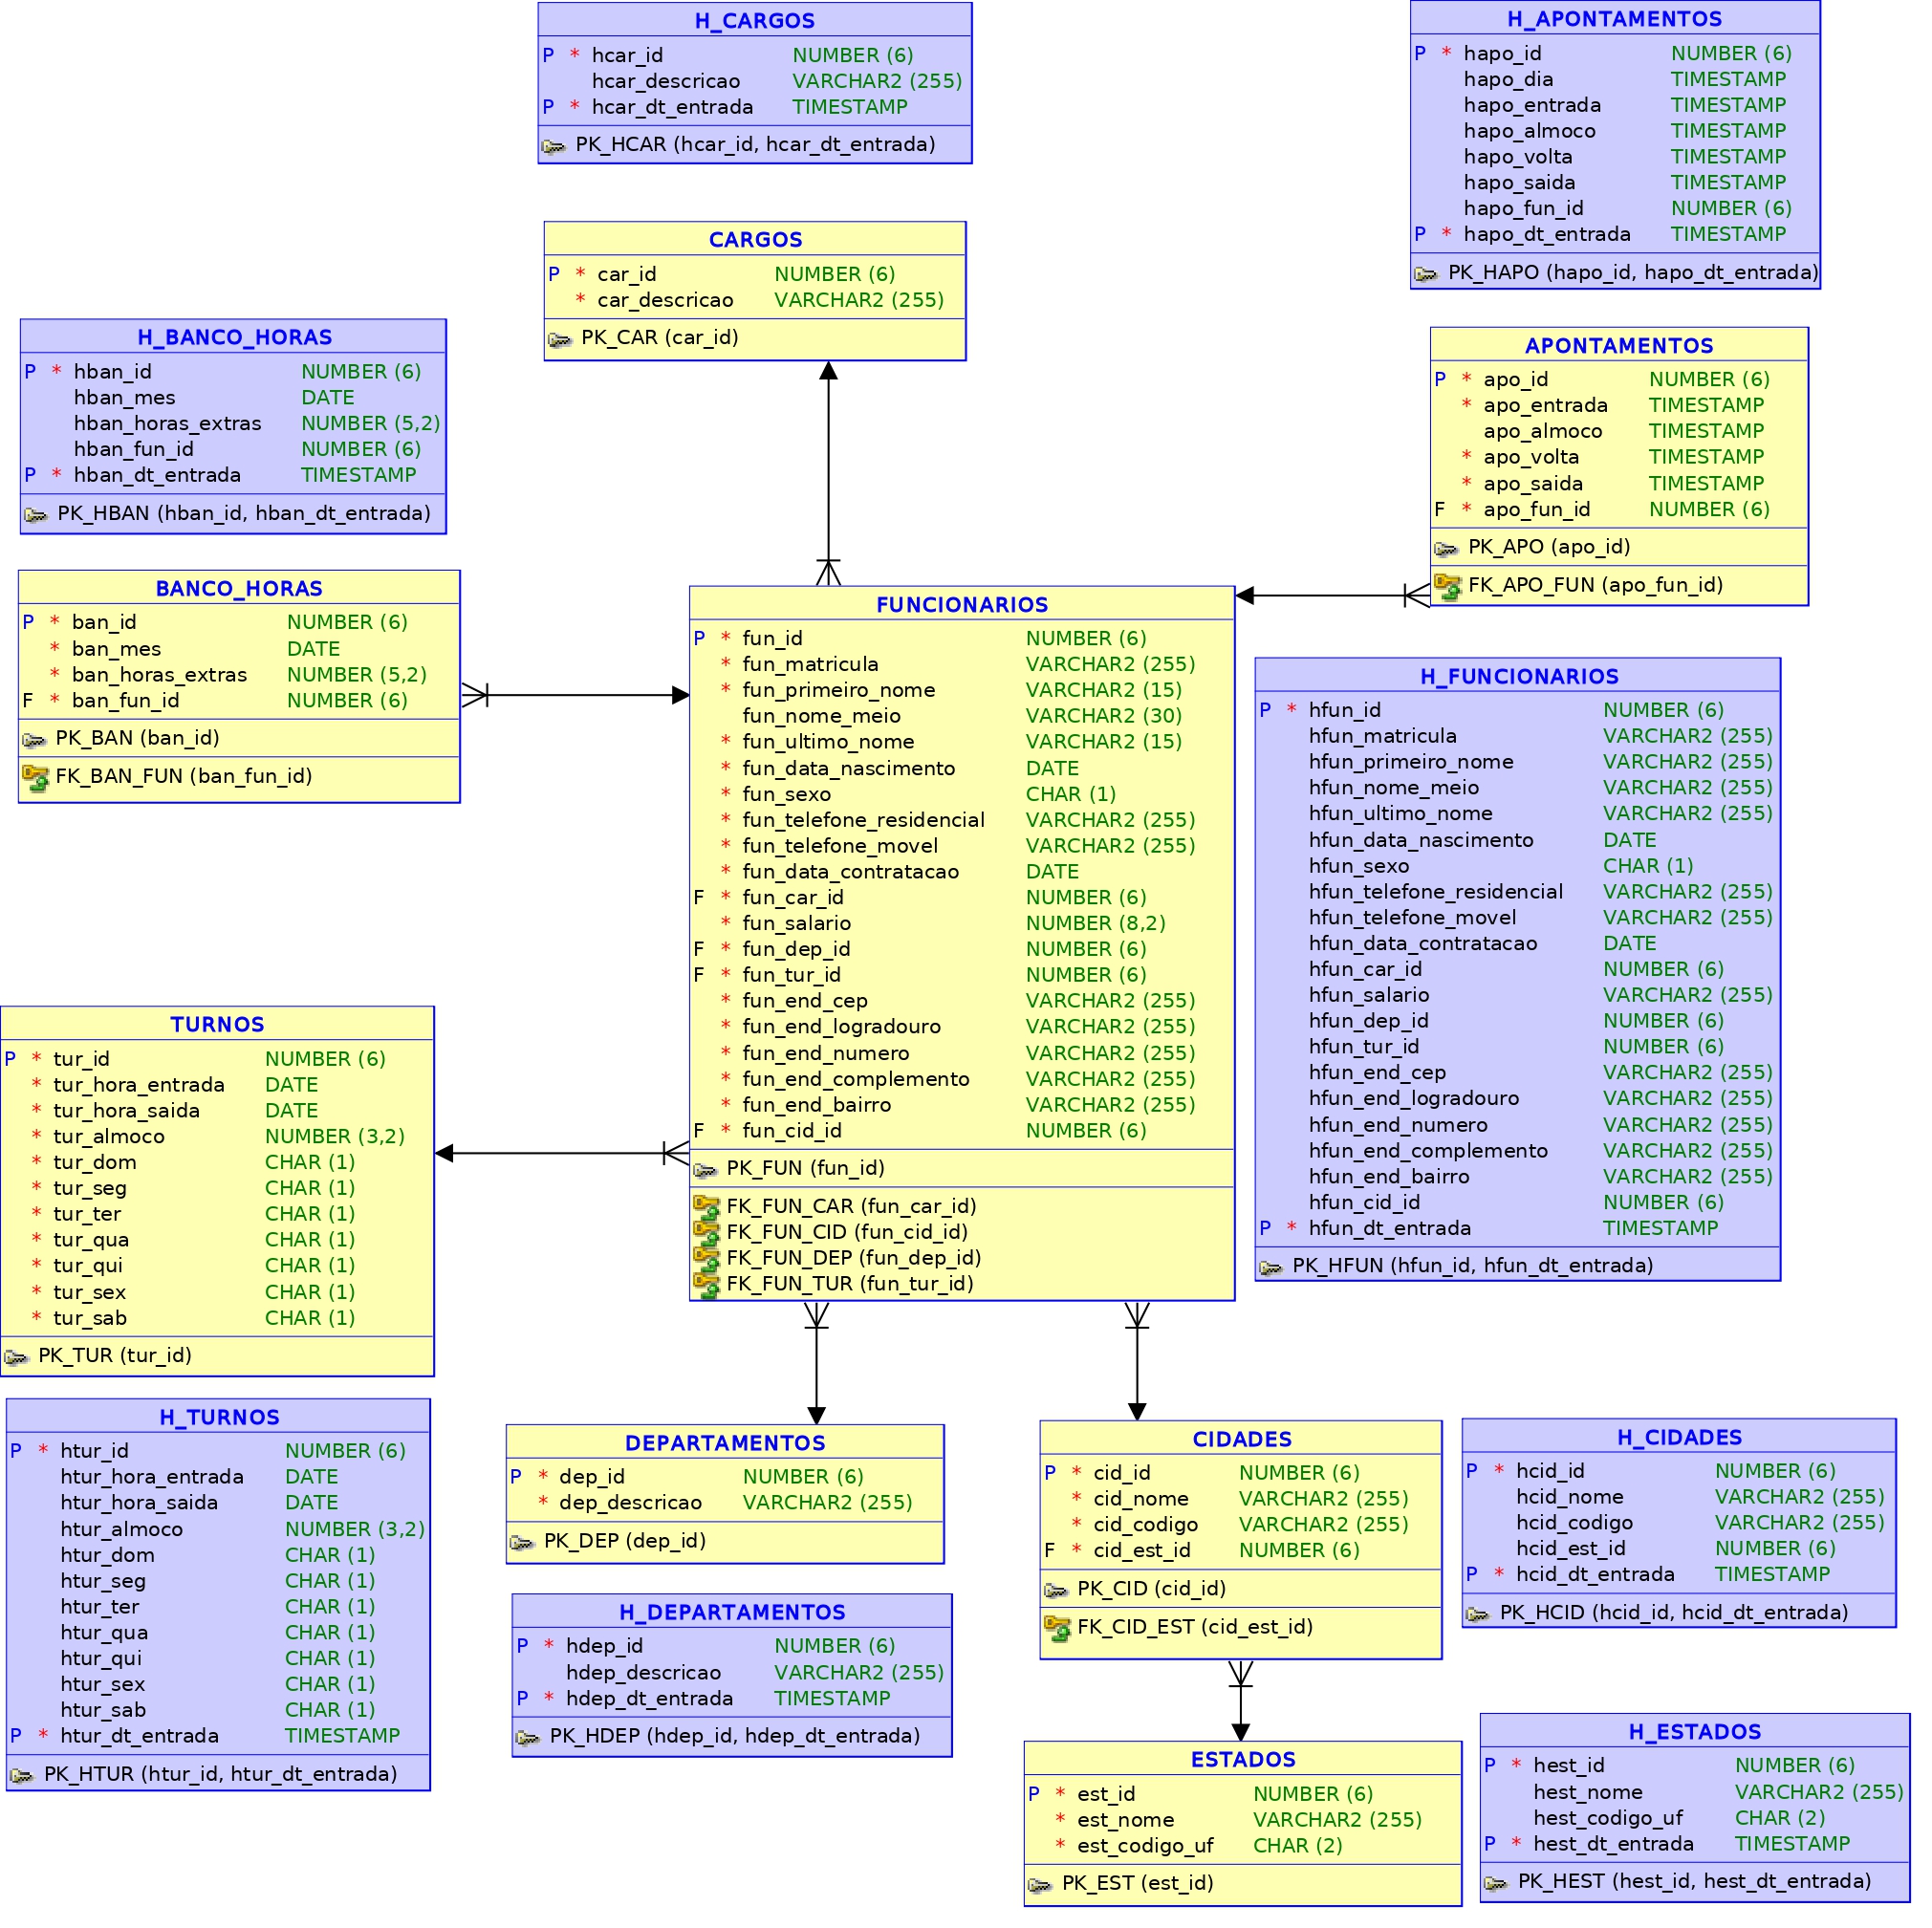 H_CARGOS
P * hcar_id NUMBER (6)
hcar_descricao VARCHAR2 (255)
P * hcar_dt_entrada TIMESTAMP
PK_HCAR (hcar_id, hcar_dt_entrada)
H_APONTAMENTOS
P * hapo_id NUMBER (6)
hapo_dia TIMESTAMP
hapo_entrada TIMESTAMP
hapo_almoco TIMESTAMP
hapo_volta TIMESTAMP
hapo_saida TIMESTAMP
hapo_fun_id NUMBER (6)
P * hapo_dt_entrada TIMESTAMP
PK_HAPO (hapo_id, hapo_dt_entrada)
CARGOS
P * car_id NUMBER (6)
* car_descricao VARCHAR2 (255)
PK_CAR (car_id)
H_BANCO_HORAS
P * hban_id NUMBER (6)
hban_mes DATE
hban_horas_extras NUMBER (5,2)
hban_fun_id NUMBER (6)
P * hban_dt_entrada TIMESTAMP
PK_HBAN (hban_id, hban_dt_entrada)
APONTAMENTOS
P * apo_id NUMBER (6)
* apo_entrada TIMESTAMP
apo_almoco TIMESTAMP
* apo_volta TIMESTAMP
* apo_saida TIMESTAMP
F * apo_fun_id NUMBER (6)
PK_APO (apo_id)
FK_APO_FUN (apo_fun_id)
BANCO_HORAS
P * ban_id NUMBER (6)
* ban_mes DATE
* ban_horas_extras NUMBER (5,2)
F * ban_fun_id NUMBER (6)
PK_BAN (ban_id)
FK_BAN_FUN (ban_fun_id)
FUNCIONARIOS
P * fun_id NUMBER (6)
* fun_matricula VARCHAR2 (255)
* fun_primeiro_nome VARCHAR2 (15)
fun_nome_meio VARCHAR2 (30)
* fun_ultimo_nome VARCHAR2 (15)
* fun_data_nascimento DATE
* fun_sexo CHAR (1)
* fun_telefone_residencial VARCHAR2 (255)
* fun_telefone_movel VARCHAR2 (255)
* fun_data_contratacao DATE
F * fun_car_id NUMBER (6)
* fun_salario NUMBER (8,2)
F * fun_dep_id NUMBER (6)
F * fun_tur_id NUMBER (6)
* fun_end_cep VARCHAR2 (255)
* fun_end_logradouro VARCHAR2 (255)
* fun_end_numero VARCHAR2 (255)
* fun_end_complemento VARCHAR2 (255)
* fun_end_bairro VARCHAR2 (255)
F * fun_cid_id NUMBER (6)
PK_FUN (fun_id)
FK_FUN_CAR (fun_car_id)
FK_FUN_CID (fun_cid_id)
FK_FUN_DEP (fun_dep_id)
FK_FUN_TUR (fun_tur_id)
H_FUNCIONARIOS
P * hfun_id NUMBER (6)
hfun_matricula VARCHAR2 (255)
hfun_primeiro_nome VARCHAR2 (255)
hfun_nome_meio VARCHAR2 (255)
hfun_ultimo_nome VARCHAR2 (255)
hfun_data_nascimento DATE
hfun_sexo CHAR (1)
hfun_telefone_residencial VARCHAR2 (255)
hfun_telefone_movel VARCHAR2 (255)
hfun_data_contratacao DATE
hfun_car_id NUMBER (6)
hfun_salario VARCHAR2 (255)
hfun_dep_id NUMBER (6)
hfun_tur_id NUMBER (6)
hfun_end_cep VARCHAR2 (255)
hfun_end_logradouro VARCHAR2 (255)
hfun_end_numero VARCHAR2 (255)
hfun_end_complemento VARCHAR2 (255)
hfun_end_bairro VARCHAR2 (255)
hfun_cid_id NUMBER (6)
P * hfun_dt_entrada TIMESTAMP
PK_HFUN (hfun_id, hfun_dt_entrada)
TURNOS
P * tur_id NUMBER (6)
* tur_hora_entrada DATE
* tur_hora_saida DATE
* tur_almoco NUMBER (3,2)
* tur_dom CHAR (1)
* tur_seg CHAR (1)
* tur_ter CHAR (1)
* tur_qua CHAR (1)
* tur_qui CHAR (1)
* tur_sex CHAR (1)
* tur_sab CHAR (1)
PK_TUR (tur_id)
H_TURNOS
P * htur_id NUMBER (6)
htur_hora_entrada DATE
htur_hora_saida DATE
htur_almoco NUMBER (3,2)
htur_dom CHAR (1)
htur_seg CHAR (1)
htur_ter CHAR (1)
htur_qua CHAR (1)
htur_qui CHAR (1)
htur_sex CHAR (1)
htur_sab CHAR (1)
P * htur_dt_entrada TIMESTAMP
PK_HTUR (htur_id, htur_dt_entrada)
DEPARTAMENTOS
P * dep_id NUMBER (6)
* dep_descricao VARCHAR2 (255)
PK_DEP (dep_id)
H_DEPARTAMENTOS
P * hdep_id NUMBER (6)
hdep_descricao VARCHAR2 (255)
P * hdep_dt_entrada TIMESTAMP
PK_HDEP (hdep_id, hdep_dt_entrada)
CIDADES
P * cid_id NUMBER (6)
* cid_nome VARCHAR2 (255)
* cid_codigo VARCHAR2 (255)
F * cid_est_id NUMBER (6)
PK_CID (cid_id)
FK_CID_EST (cid_est_id)
H_CIDADES
P * hcid_id NUMBER (6)
hcid_nome VARCHAR2 (255)
hcid_codigo VARCHAR2 (255)
hcid_est_id NUMBER (6)
P * hcid_dt_entrada TIMESTAMP
PK_HCID (hcid_id, hcid_dt_entrada)
ESTADOS
P * est_id NUMBER (6)
* est_nome VARCHAR2 (255)
* est_codigo_uf CHAR (2)
PK_EST (est_id)
H_ESTADOS
P * hest_id NUMBER (6)
hest_nome VARCHAR2 (255)
hest_codigo_uf CHAR (2)
P * hest_dt_entrada TIMESTAMP
PK_HEST (hest_id, hest_dt_entrada)